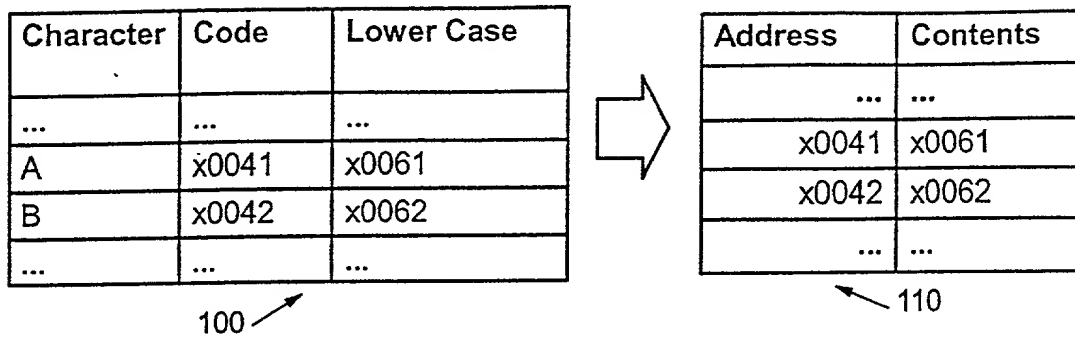 Character Code Lower Case
... ... ...
A x0041 x0061
B x0042 x0062
... ... ...
100
Address Contents
... ...
x0041 x0061
x0042 x0062
... ...
110